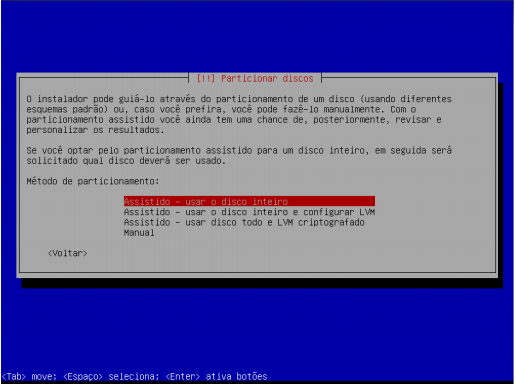 [!!] Particionar discos
O instalador pode guiá-lo através do particionamento de um disco (usando diferentes
esquemas padrão) ou, caso você prefira, você pode fazê-lo manualmente. Com o
particionamento assistido você ainda tem uma chance de, posteriormente, revisar e
personalizar os resultados.
Se você optar pelo particionamento assistido para um disco inteiro, em seguida será
solicitado qual disco deverá ser usado.
Método de particionamento:
Assistido - usar o disco inteiro
Assistido - usar o disco inteiro e configurar LVM
Assistido - usar disco todo e LVM criptografado
Manual
<Voltar>
<Tab> move; <Espaço> seleciona; <Enter> ativa botões